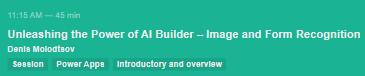 11:15 AM — 45 min
Unleashing the Power of AI Builder – Image and Form Recognition
Denis Molodtsov
Session Power Apps Introductory and overview